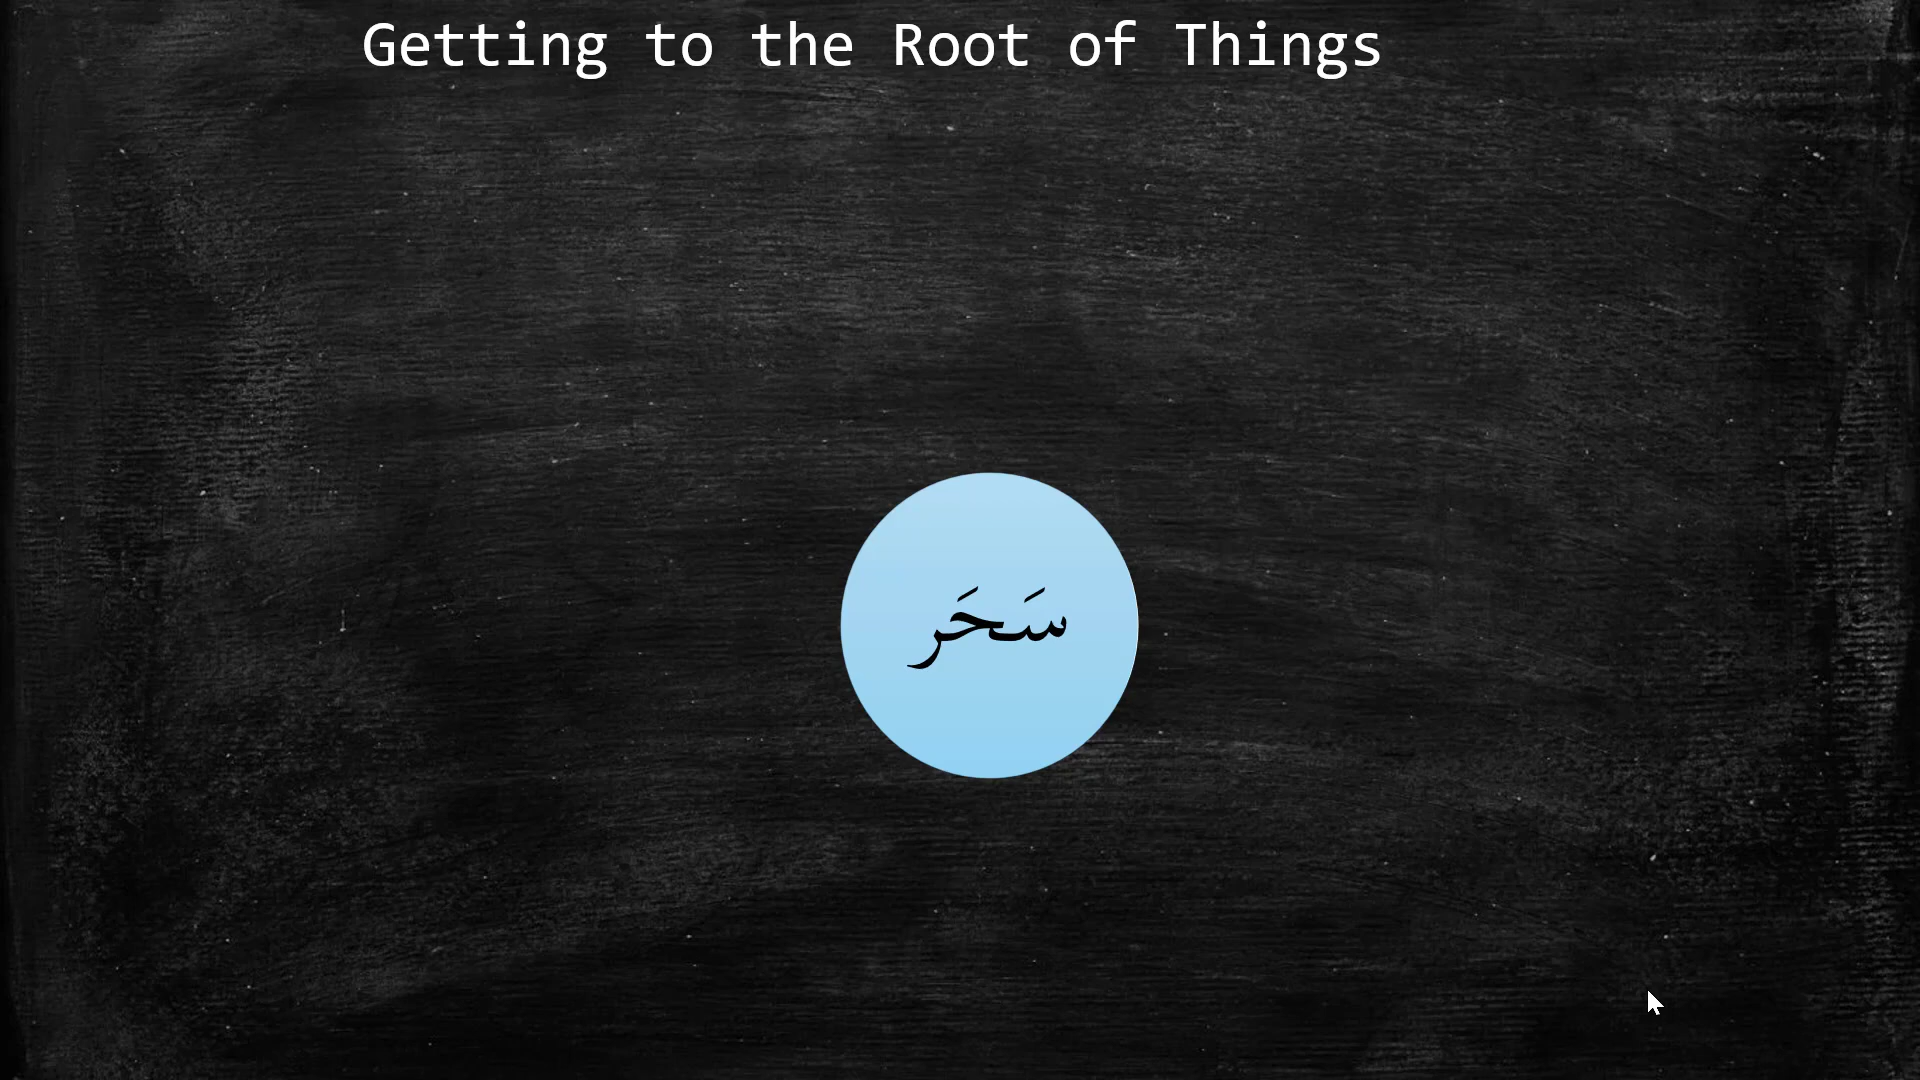 Getting to the Root of Things
سَحَر